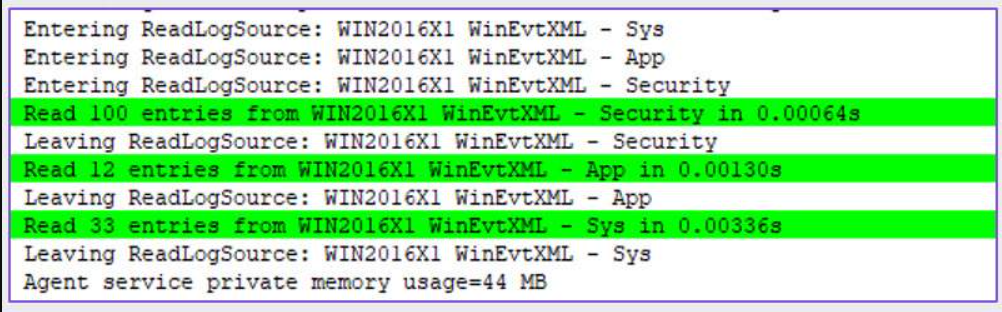 Entering ReadLogSource: WIN2016X1 WinEvtXML - Sys
Entering ReadLogSource: WIN2016X1 WinEvtXML - App
Entering ReadLogSource: WIN2016X1 WinEvtXML - Security
Read 100 entries from WIN2016X1 WinEvtXML - Security in 0.00064s
Leaving ReadLogSource: WIN2016X1 WinEvtXML - Security
Read 12 entries from WIN2016X1 WinEvtXML - App in 0.00130s
Leaving ReadLogSource: WIN2016X1 WinEvtXML - App
Read 33 entries from WIN2016X1 WinEvtXML - Sys in 0.00336s
Leaving ReadLogSource: WIN2016X1 WinEvtXML - Sys
Agent service private memory usage=44 MB